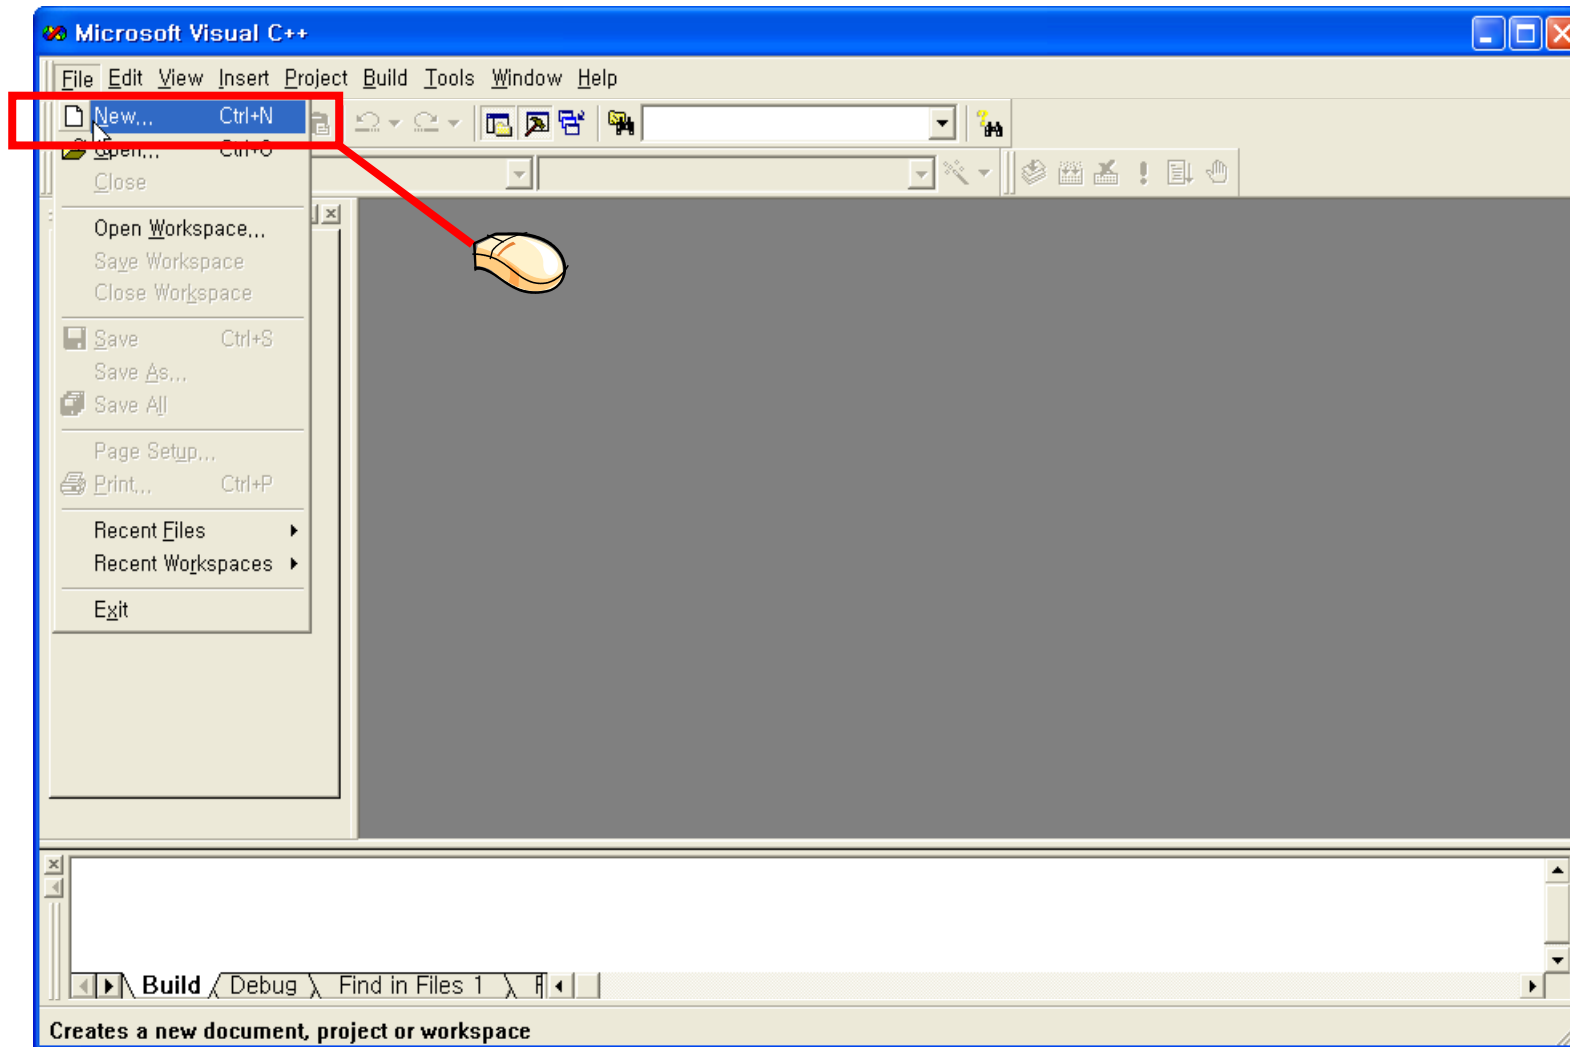 Microsoft Visual C++
File Edit View Insert Project Build Tools Window Help
New... Ctrl+N
Open... Ctrl+O
Close
Open Workspace...
Save Workspace
Close Workspace
Save Ctrl+S
Save As...
Save All
Page Setup...
Print... Ctrl+P
Recent Files
Recent Workspaces
Exit
Build Debug Find in Files 1
Creates a new document, project or workspace